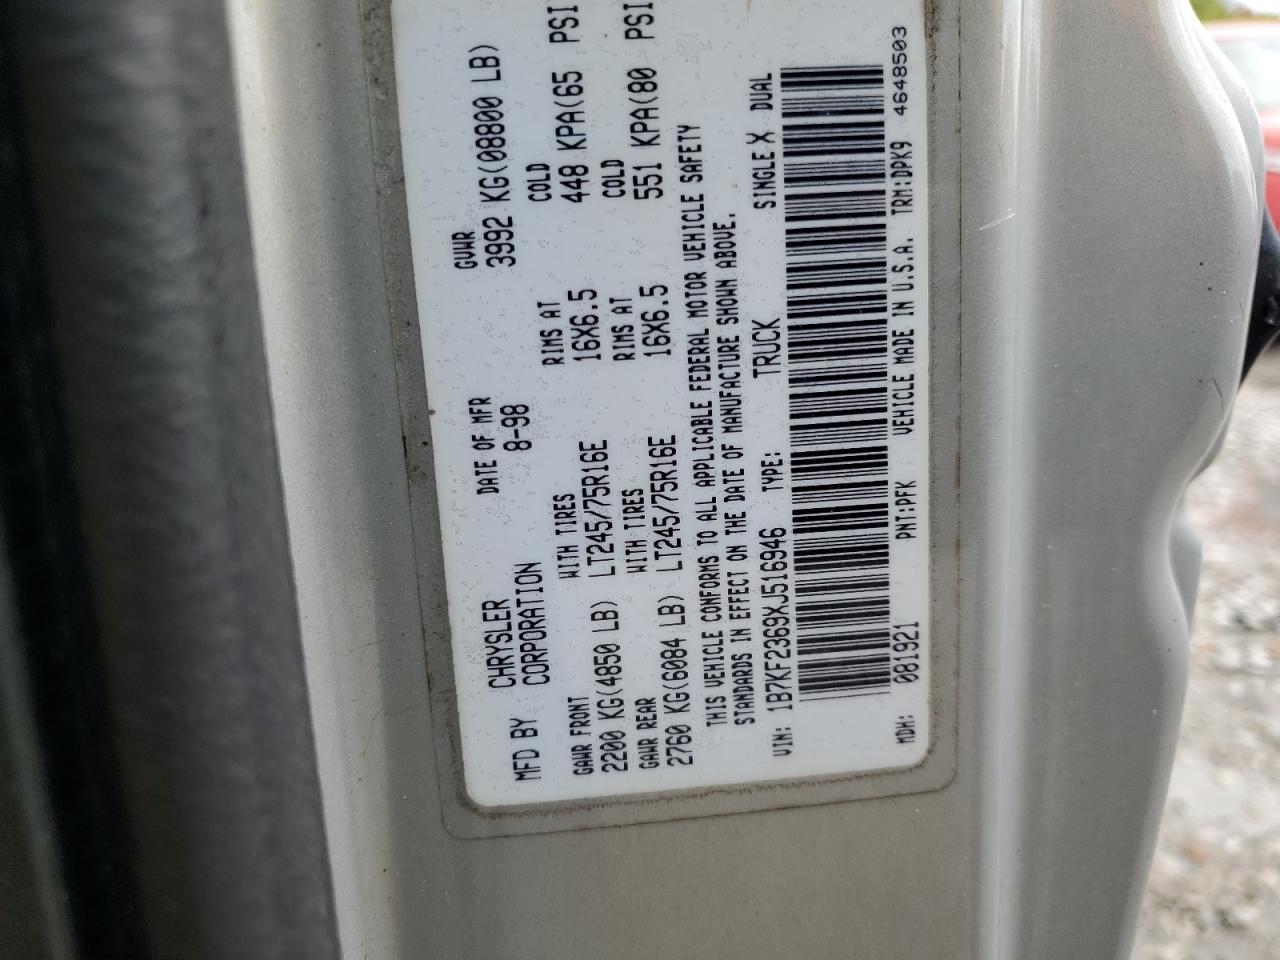 MFD BY CHRYSLER CORPORATION DATE OF MFR 8-98 GVWR 3992 KG(08800 LB)
GAWR FRONT WITH TIRES RIMS AT COLD
2200 KG(4850 LB) LT245/75R16E 16X6.5 448 KPA(65 PSI
GAWR REAR WITH TIRES RIMS AT COLD
2760 KG(6084 LB) LT245/75R16E 16X6.5 551 KPA(80 PSI
THIS VEHICLE CONFORMS TO ALL APPLICABLE FEDERAL MOTOR VEHICLE SAFETY
STANDARDS IN EFFECT ON THE DATE OF MANUFACTURE SHOWN ABOVE.
VIN: 1B7KF2369XJ516946 TYPE: TRUCK SINGLE X DUAL
MDH: 081921 PNT:PFK VEHICLE MADE IN U.S.A. TRM:DPK9 4648503